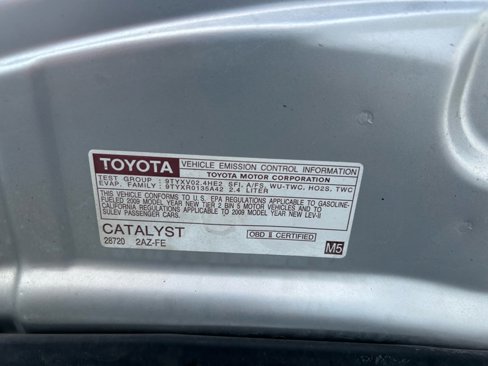 TOYOTA VEHICLE EMISSION CONTROL INFORMATION
TOYOTA MOTOR CORPORATION
TEST GROUP : 9TYXV02.4HE2 SFI, A/FS, WU-TWC, HO2S, TWC
EVAP. FAMILY : 9TYXR0135A42 2.4 LITER
THIS VEHICLE CONFORMS TO U.S. EPA REGULATIONS APPLICABLE TO GASOLINE-
FUELED 2009 MODEL YEAR NEW TIER 2 BIN 5 MOTOR VEHICLES AND TO
CALIFORNIA REGULATIONS APPLICABLE TO 2009 MODEL YEAR NEW LEV-II
SULEV PASSENGER CARS.
CATALYST
OBD II CERTIFIED
28720 2AZ-FE
M5